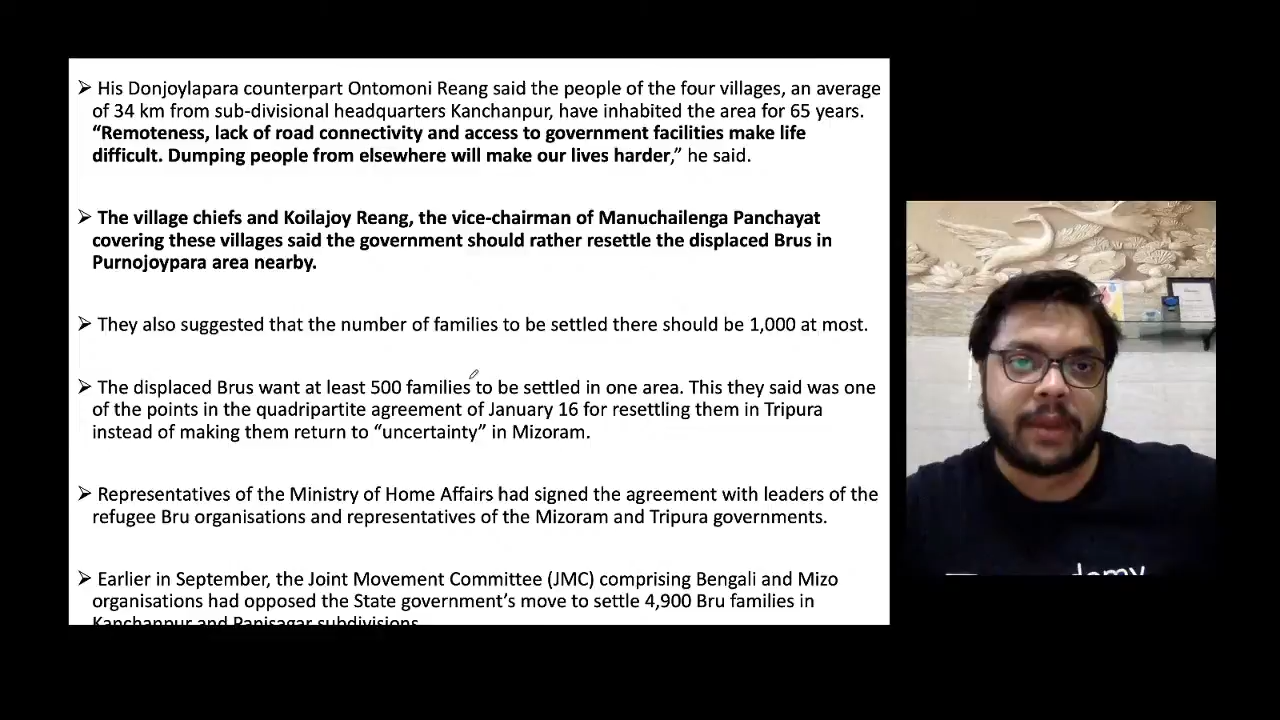 ➢ His Donjoylapara counterpart Ontomoni Reang said the people of the four villages, an average
of 34 km from sub-divisional headquarters Kanchanpur, have inhabited the area for 65 years.
“Remoteness, lack of road connectivity and access to government facilities make life
difficult. Dumping people from elsewhere will make our lives harder,” he said.
➢ The village chiefs and Koilajoy Reang, the vice-chairman of Manuchailenga Panchayat
covering these villages said the government should rather resettle the displaced Brus in
Purnojoypara area nearby.
➢ They also suggested that the number of families to be settled there should be 1,000 at most.
➢ The displaced Brus want at least 500 families to be settled in one area. This they said was one
of the points in the quadripartite agreement of January 16 for resettling them in Tripura
instead of making them return to “uncertainty” in Mizoram.
➢ Representatives of the Ministry of Home Affairs had signed the agreement with leaders of the
refugee Bru organisations and representatives of the Mizoram and Tripura governments.
➢ Earlier in September, the Joint Movement Committee (JMC) comprising Bengali and Mizo
organisations had opposed the State government’s move to settle 4,900 Bru families in
Kanchanpur and Panisagar subdivisions.